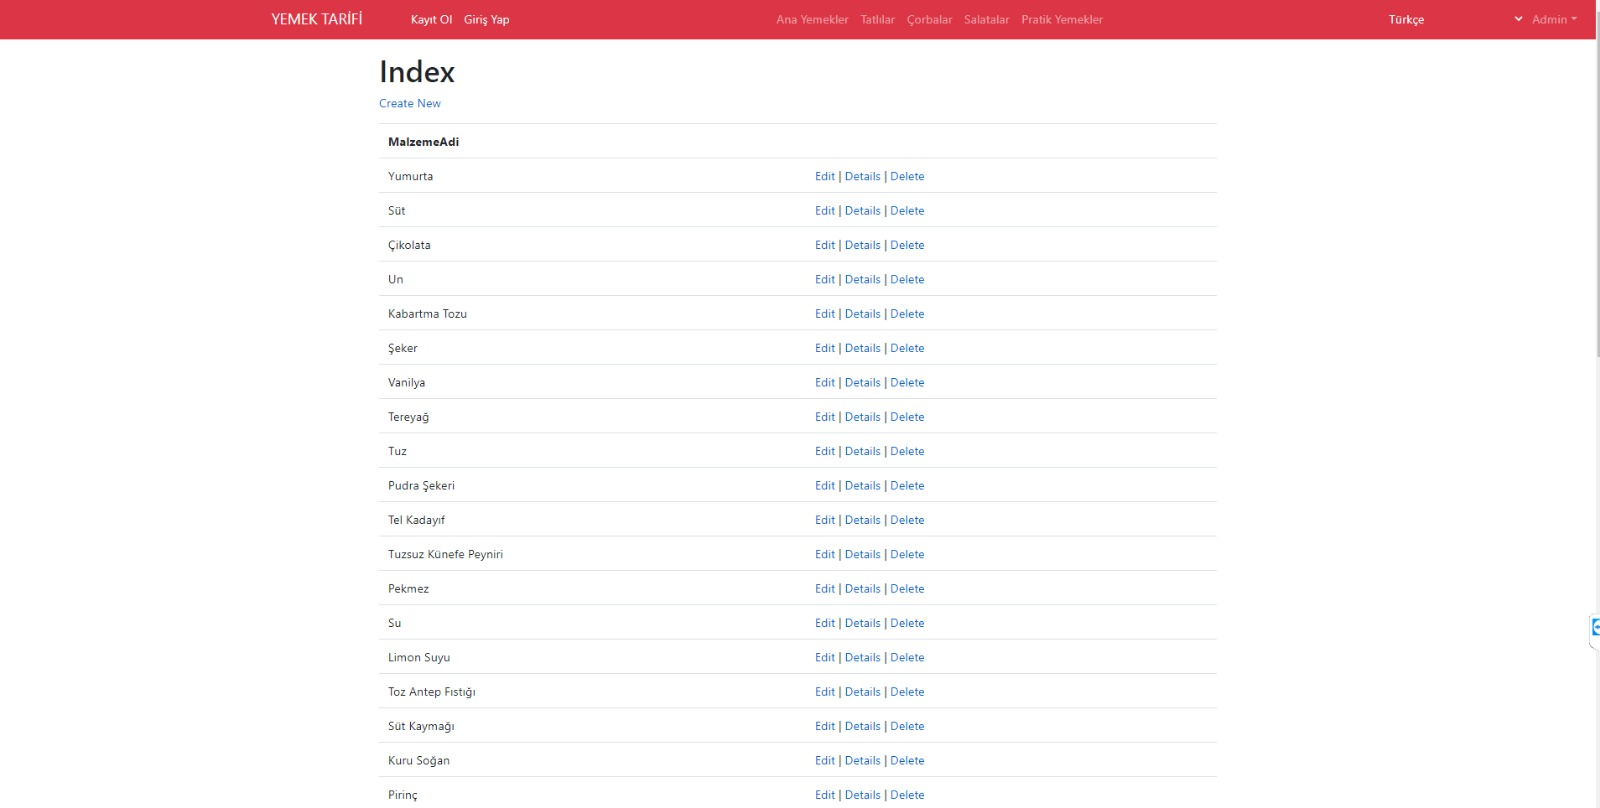 YEMEK TARİFİ Kayıt Ol Giriş Yap Ana Yemekler Tatlılar Çorbalar Salatalar Pratik Yemekler Türkçe Admin
Index
Create New
MalzemeAdi
Yumurta Edit | Details | Delete
Süt Edit | Details | Delete
Çikolata Edit | Details | Delete
Un Edit | Details | Delete
Kabartma Tozu Edit | Details | Delete
Şeker Edit | Details | Delete
Vanilya Edit | Details | Delete
Tereyağ Edit | Details | Delete
Tuz Edit | Details | Delete
Pudra Şekeri Edit | Details | Delete
Tel Kadayıf Edit | Details | Delete
Tuzsuz Künefe Peyniri Edit | Details | Delete
Pekmez Edit | Details | Delete
Su Edit | Details | Delete
Limon Suyu Edit | Details | Delete
Toz Antep Fıstığı Edit | Details | Delete
Süt Kaymağı Edit | Details | Delete
Kuru Soğan Edit | Details | Delete
Pirinç Edit | Details | Delete